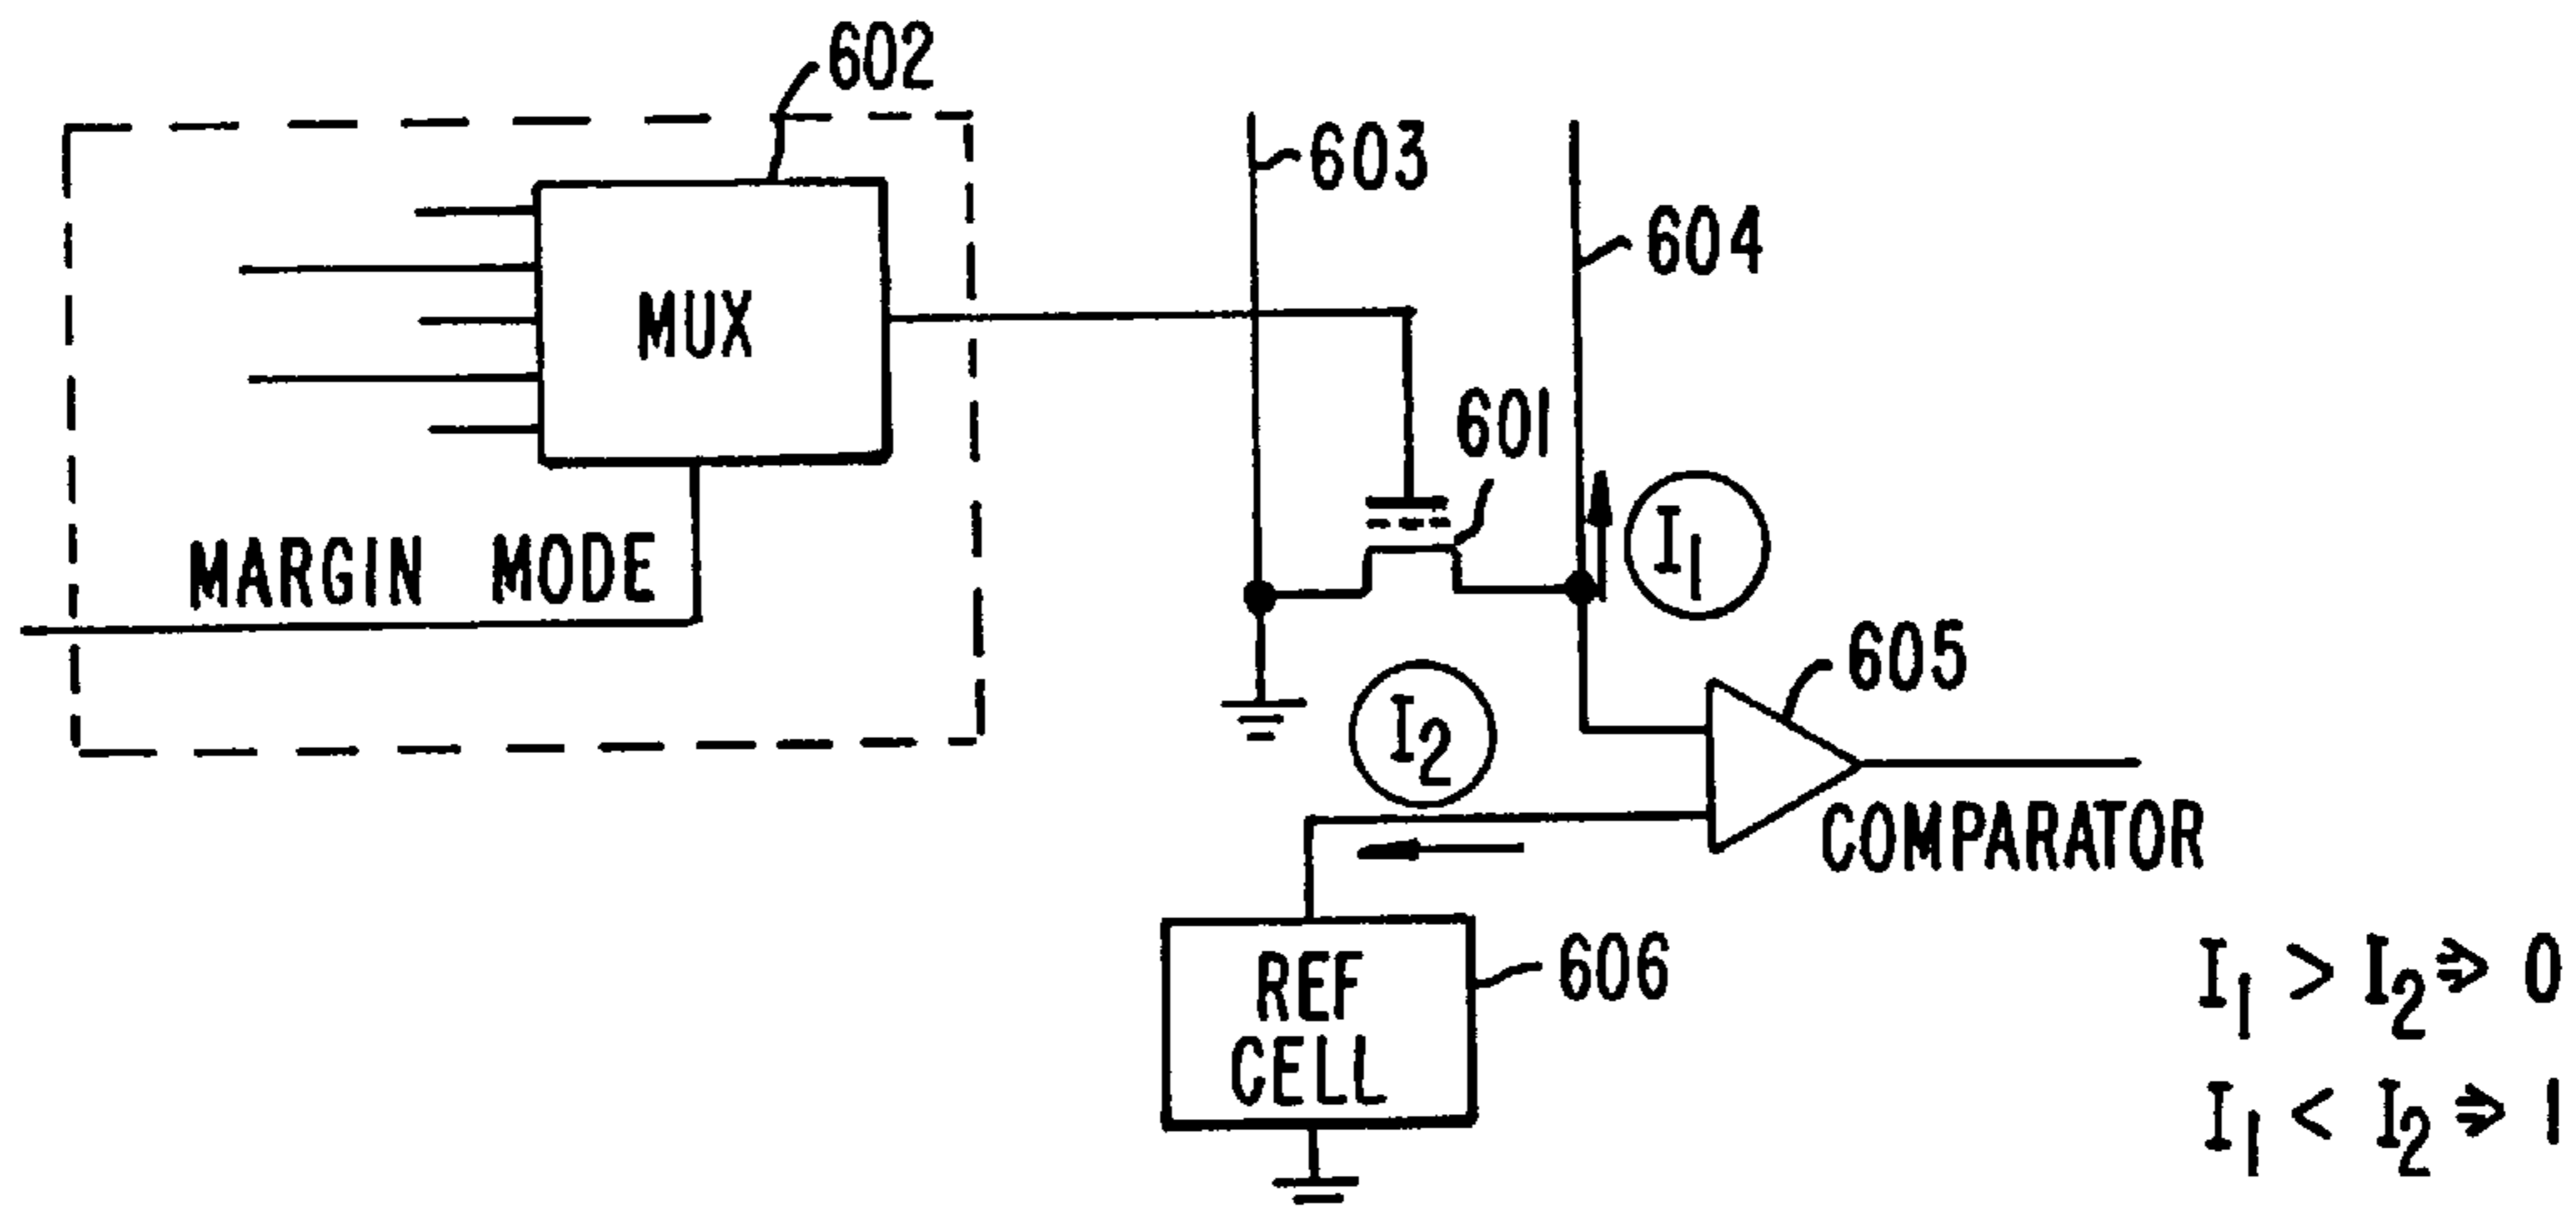 602
603
604
MUX
601
MARGIN MODE
I1
605
I2
COMPARATOR
REF
CELL
606
I1 > I2 ⇒ 0
I1 < I2 ⇒ 1